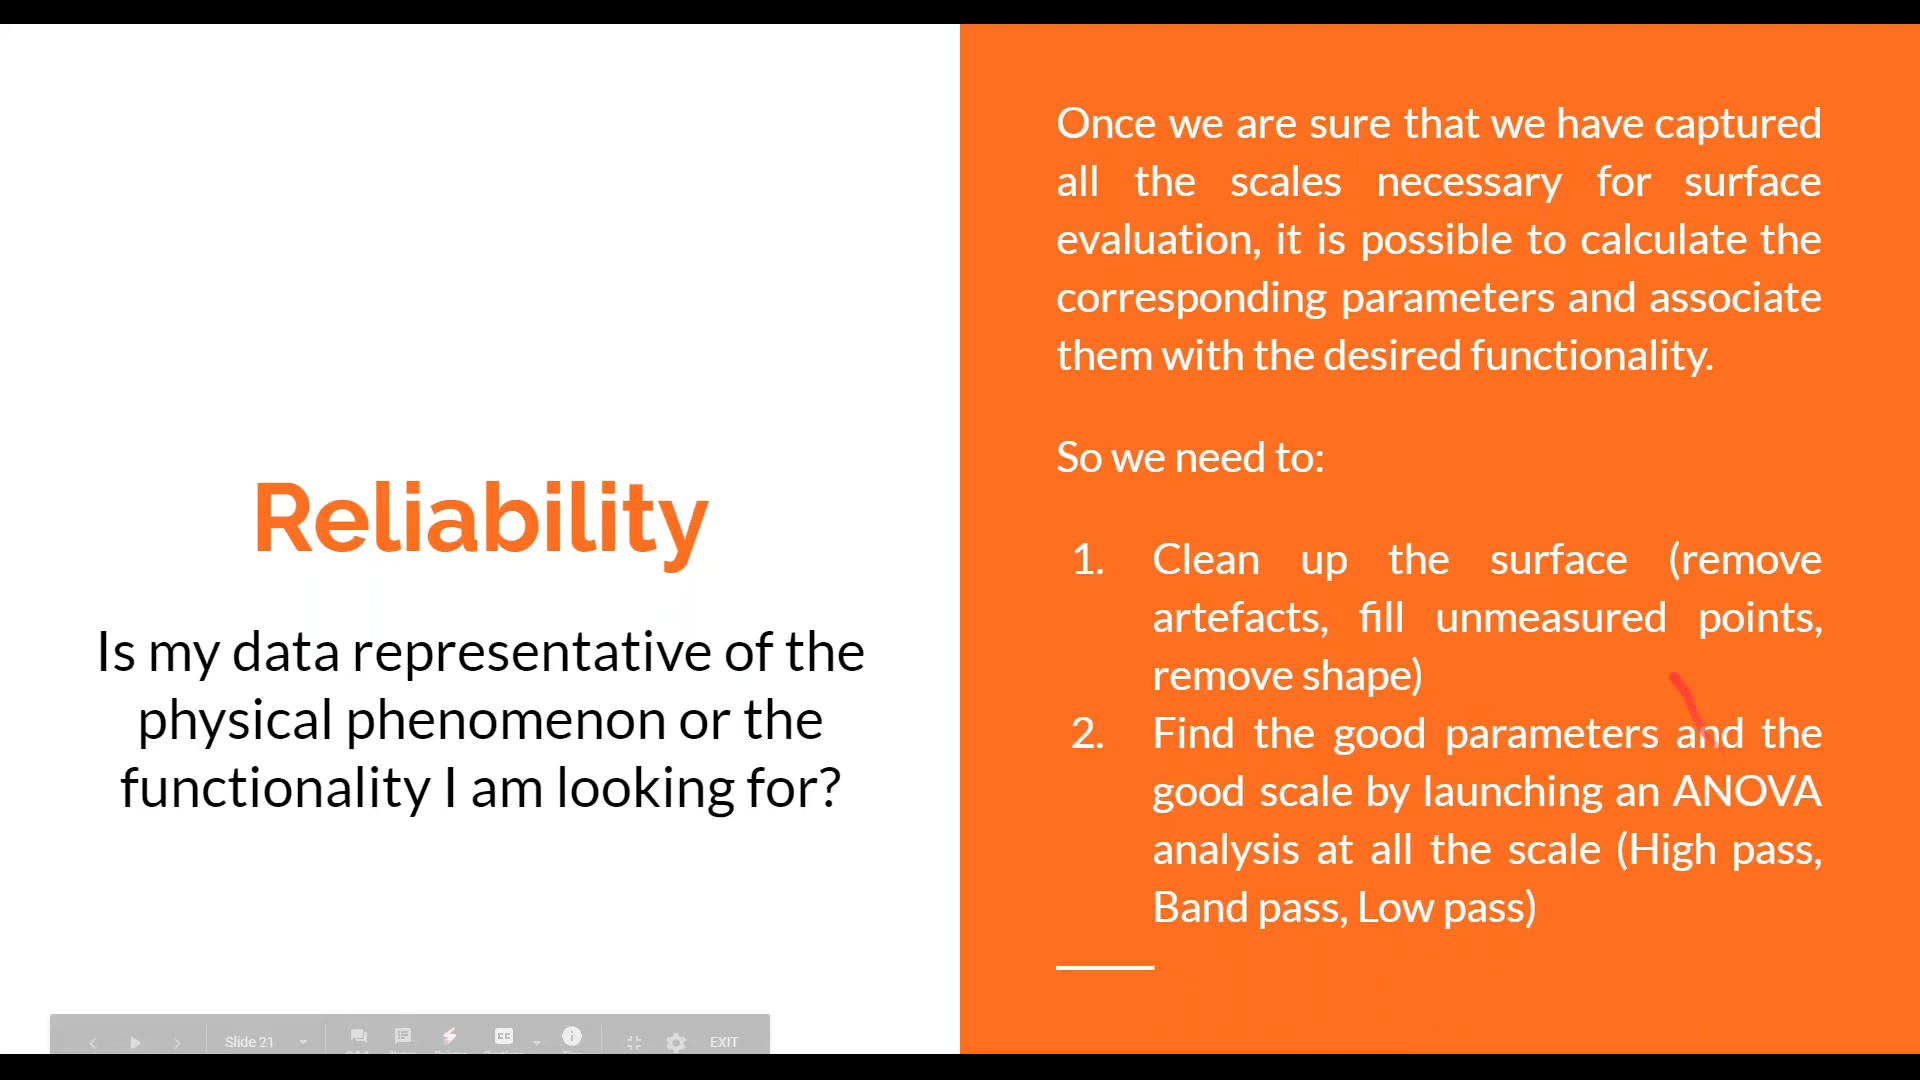 Reliability
Is my data representative of the
physical phenomenon or the
functionality I am looking for?
Once we are sure that we have captured
all the scales necessary for surface
evaluation, it is possible to calculate the
corresponding parameters and associate
them with the desired functionality.
So we need to:
1. Clean up the surface (remove
artefacts, fill unmeasured points,
remove shape)
2. Find the good parameters and the
good scale by launching an ANOVA
analysis at all the scale (High pass,
Band pass, Low pass)
Slide 21
CC
EXIT